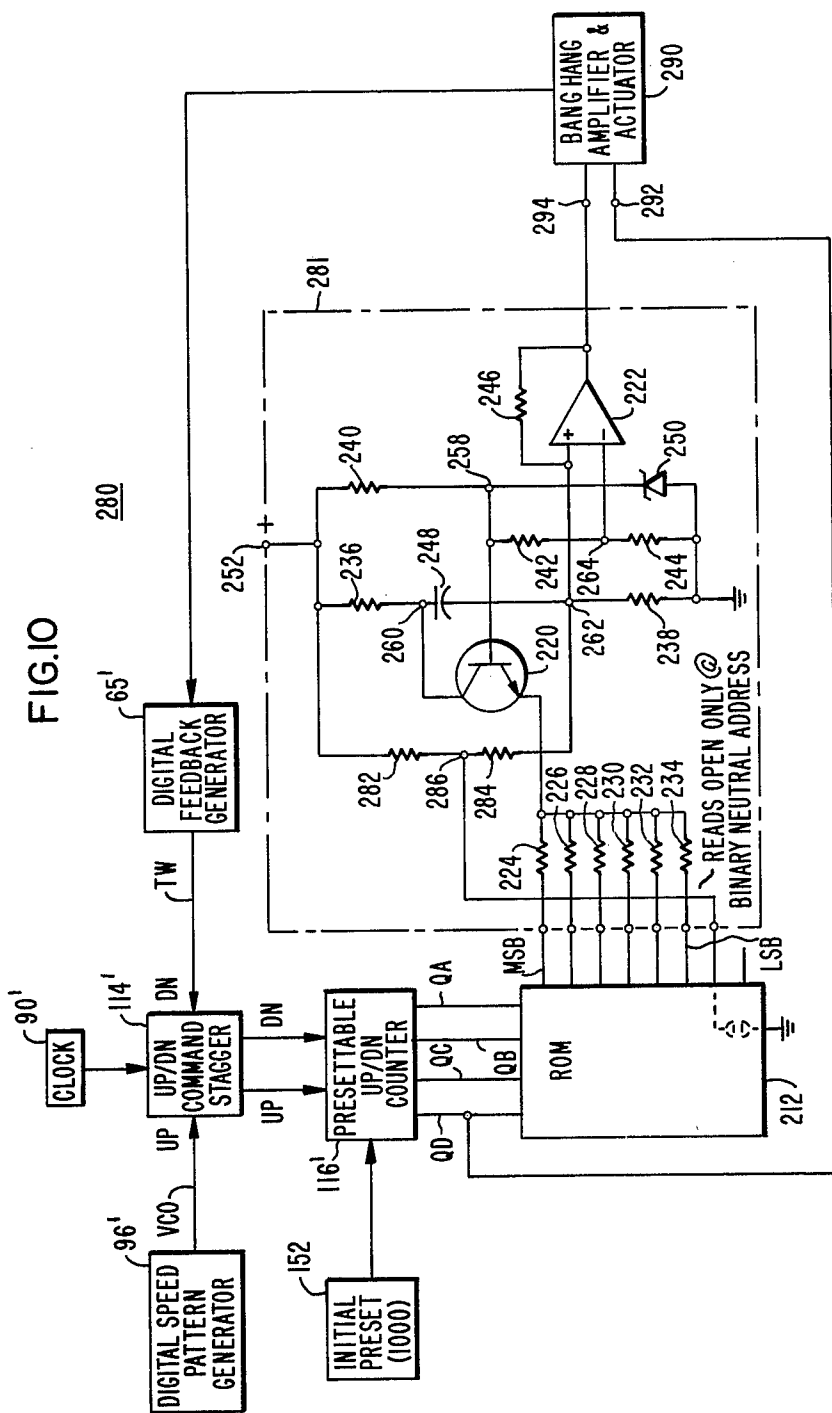 FIG.10
280
CLOCK
90'
DIGITAL SPEED
PATTERN
GENERATOR
96'
VCO
UP
UP/DN
COMMAND
STAGGER
114'
DN
TW
DIGITAL
FEEDBACK
GENERATOR
65'
UP
DN
INITIAL
PRESET
(1000)
152
PRESETTABLE
UP/DN
COUNTER
116'
QD
QC
QB
QA
ROM
212
MSB
LSB
READS OPEN ONLY @
BINARY NEUTRAL ADDRESS
224
226
228
230
232
234
252
+
281
282
286
284
236
260
248
220
262
238
240
258
242
264
244
246
+
-
222
250
294
292
BANG HANG
AMPLIFIER &
ACTUATOR
290